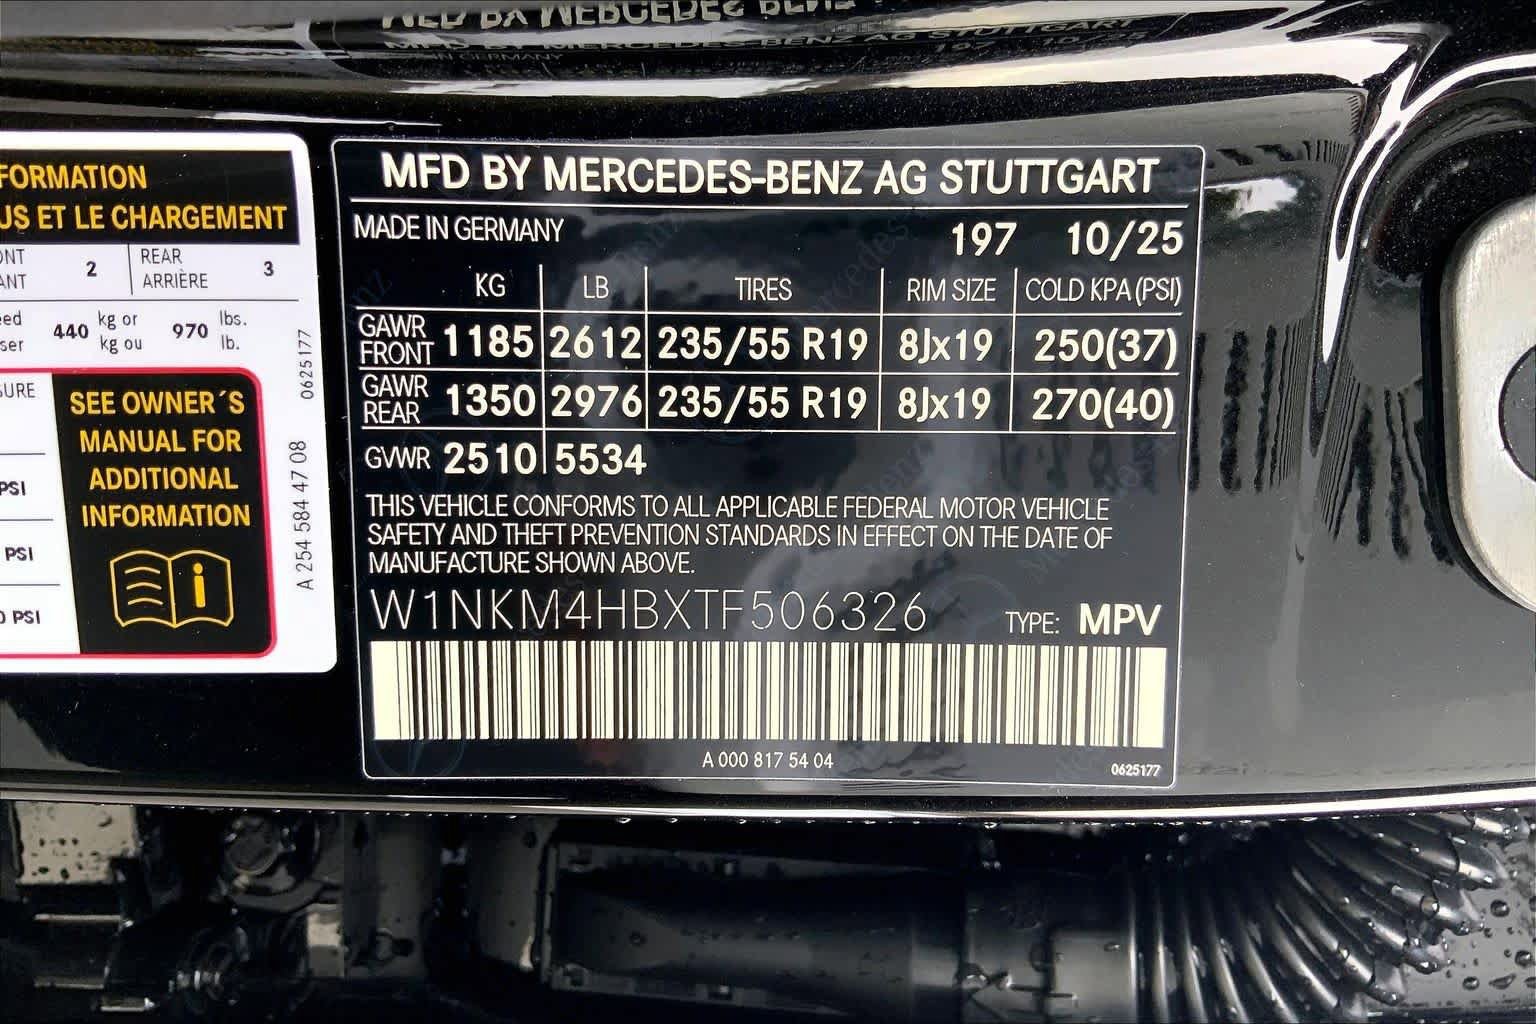 FORMATION
US ET LE CHARGEMENT
2
REAR
ARRIÈRE
3
440 kg or
kg ou
970 lbs.
lb.
SEE OWNER´S
MANUAL FOR
ADDITIONAL
INFORMATION
PSI
PSI
PSI
0625177
A 254 584 47 08
MFD BY MERCEDES-BENZ AG STUTTGART
MADE IN GERMANY
197 10/25
KG LB TIRES RIM SIZE COLD KPA (PSI)
GAWR
FRONT 1185 2612 235/55 R19 8Jx19 250(37)
GAWR
REAR 1350 2976 235/55 R19 8Jx19 270(40)
GVWR 2510 5534
THIS VEHICLE CONFORMS TO ALL APPLICABLE FEDERAL MOTOR VEHICLE
SAFETY AND THEFT PREVENTION STANDARDS IN EFFECT ON THE DATE OF
MANUFACTURE SHOWN ABOVE.
W1NKM4HBXTF506326 TYPE: MPV
A 000 817 54 04
0625177